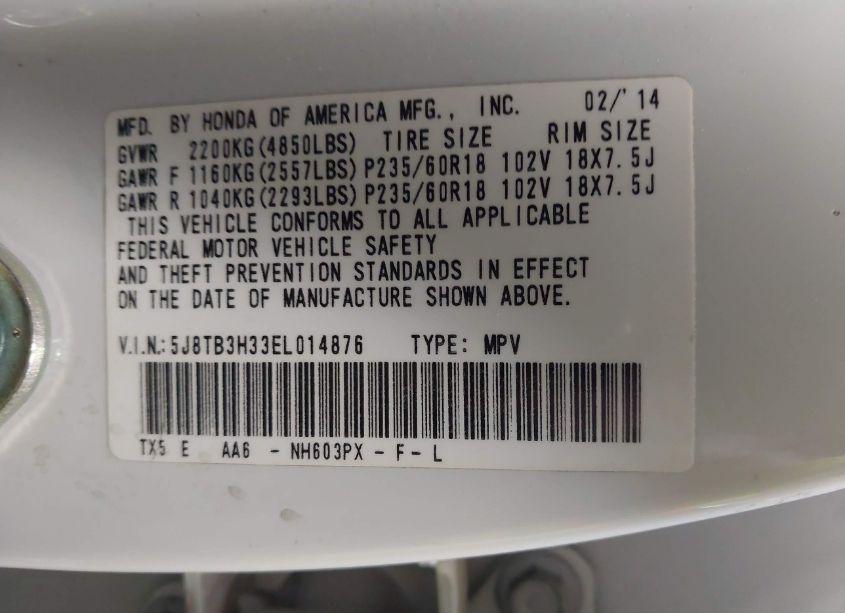 MFD. BY HONDA OF AMERICA MFG., INC. 02/'14
GVWR 2200KG(4850LBS) TIRE SIZE RIM SIZE
GAWR F 1160KG(2557LBS) P235/60R18 102V 18X7.5J
GAWR R 1040KG(2293LBS) P235/60R18 102V 18X7.5J
THIS VEHICLE CONFORMS TO ALL APPLICABLE
FEDERAL MOTOR VEHICLE SAFETY
AND THEFT PREVENTION STANDARDS IN EFFECT
ON THE DATE OF MANUFACTURE SHOWN ABOVE.
V.I.N.: 5J8TB3H33EL014876 TYPE: MPV
TX5 E AA6 - NH603PX - F - L